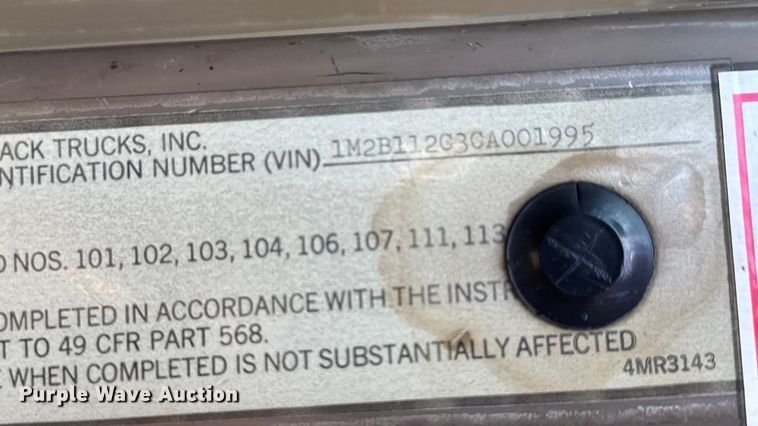 ACK TRUCKS, INC.
NTIFICATION NUMBER (VIN) 1M2B112C3CA001995
NOS. 101, 102, 103, 104, 106, 107, 111, 113
OMPLETED IN ACCORDANCE WITH THE INSTR
T TO 49 CFR PART 568.
WHEN COMPLETED IS NOT SUBSTANTIALLY AFFECTED
4MR3143
Purple Wave Auction